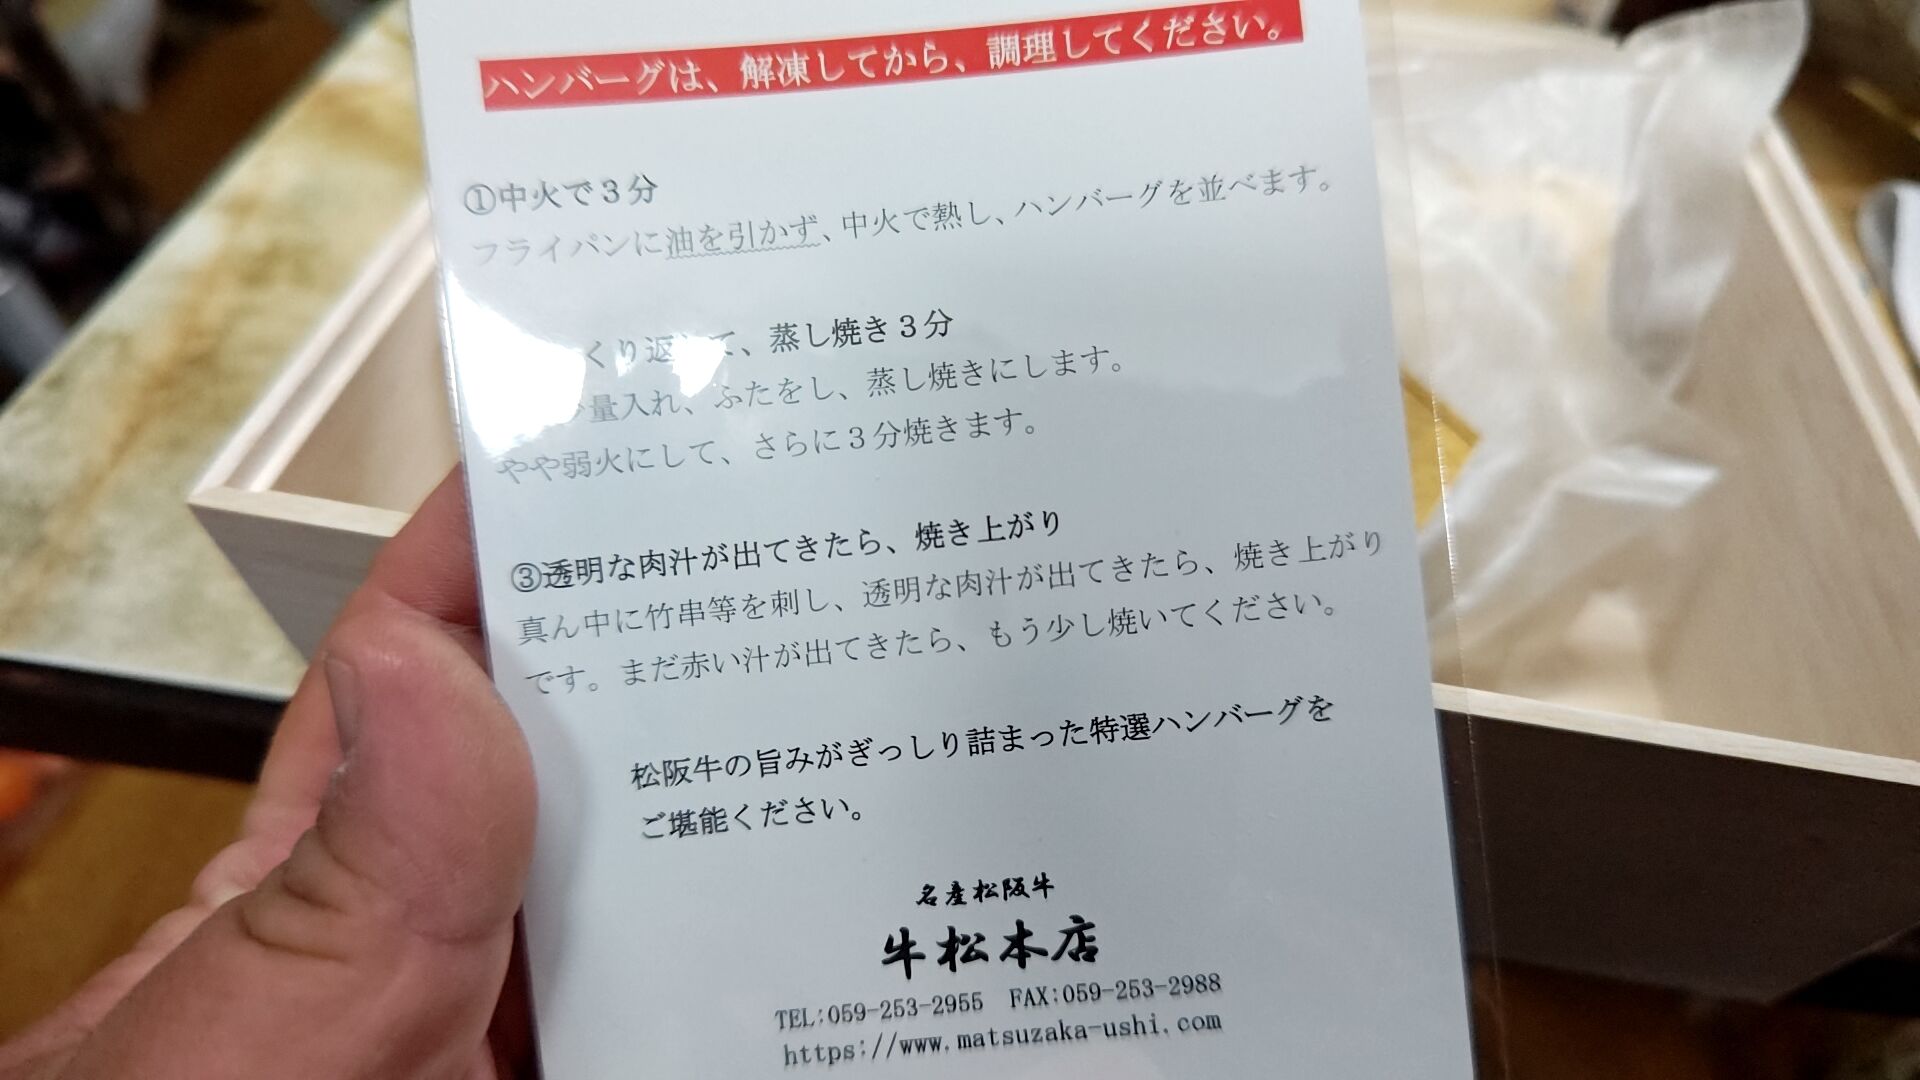 ハンバーグは、解凍してから、調理してください。
①中火で３分
フライパンに油を引かず、中火で熱し、ハンバーグを並べます。
くり返して、蒸し焼き３分
量入れ、ふたをし、蒸し焼きにします。
やや弱火にして、さらに３分焼きます。
③透明な肉汁が出てきたら、焼き上がり
真ん中に竹串等を刺し、透明な肉汁が出てきたら、焼き上がり
です。まだ赤い汁が出てきたら、もう少し焼いてください。
松阪牛の旨みがぎっしり詰まった特選ハンバーグを
ご堪能ください。
名産松阪牛
牛松本店
TEL:059-253-2955　FAX:059-253-2988
https://www.matsuzaka-ushi.com